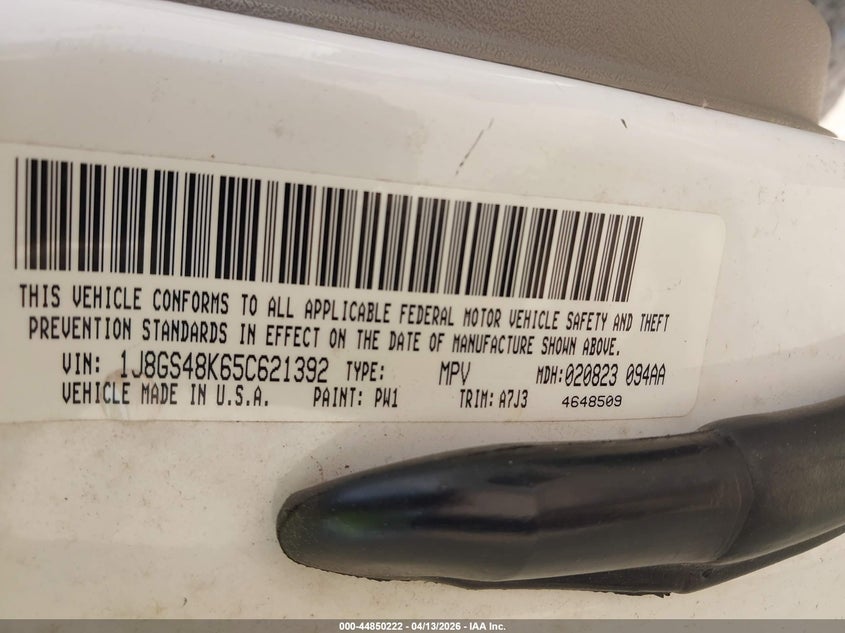 THIS VEHICLE CONFORMS TO ALL APPLICABLE FEDERAL MOTOR VEHICLE SAFETY AND THEFT
PREVENTION STANDARDS IN EFFECT ON THE DATE OF MANUFACTURE SHOWN ABOVE.
VIN: 1J8GS48K65C621392 TYPE: MPV MDH:020823 094AA
VEHICLE MADE IN U.S.A. PAINT: PW1 TRIM: A7J3 4648509
000-44850222 - 04/13/2026 - IAA Inc.